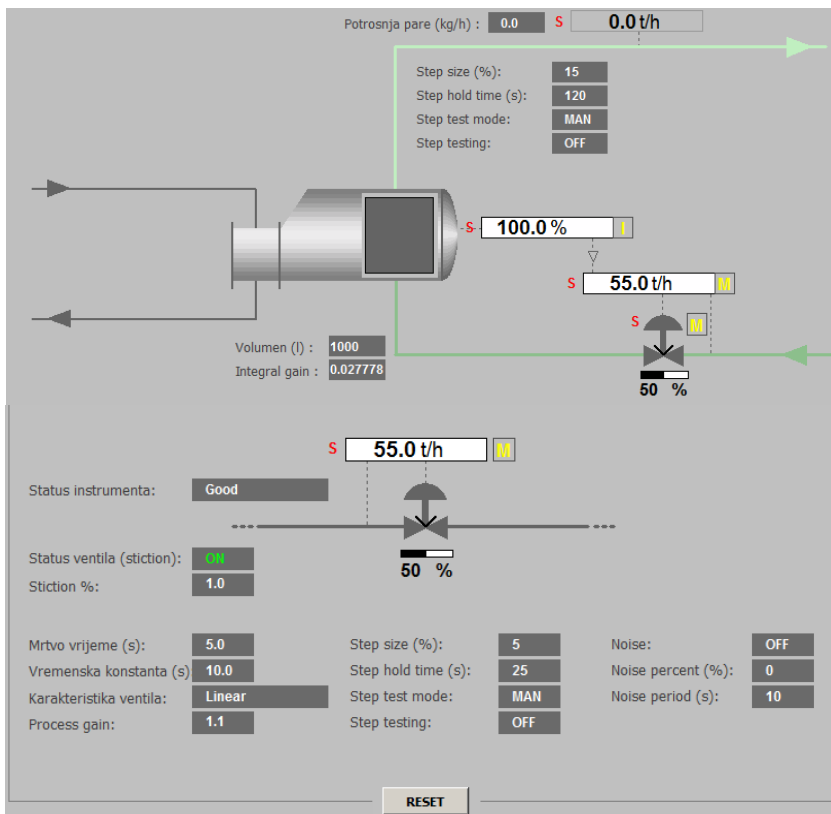 Potrosnja pare (kg/h) : 0.0 S 0.0 t/h
Step size (%): 15
Step hold time (s): 120
Step test mode: MAN
Step testing: OFF
S 100.0 % I
S 55.0 t/h M
S M
Volumen (l) : 1000
Integral gain : 0.027778
50 %
S 55.0 t/h M
Status instrumenta: Good
Status ventila (stiction): ON
50 %
Stiction %: 1.0
Mrtvo vrijeme (s): 5.0 Step size (%): 5 Noise: OFF
Vremenska konstanta (s) 10.0 Step hold time (s): 25 Noise percent (%): 0
Karakteristika ventila: Linear Step test mode: MAN Noise period (s): 10
Process gain: 1.1 Step testing: OFF
RESET